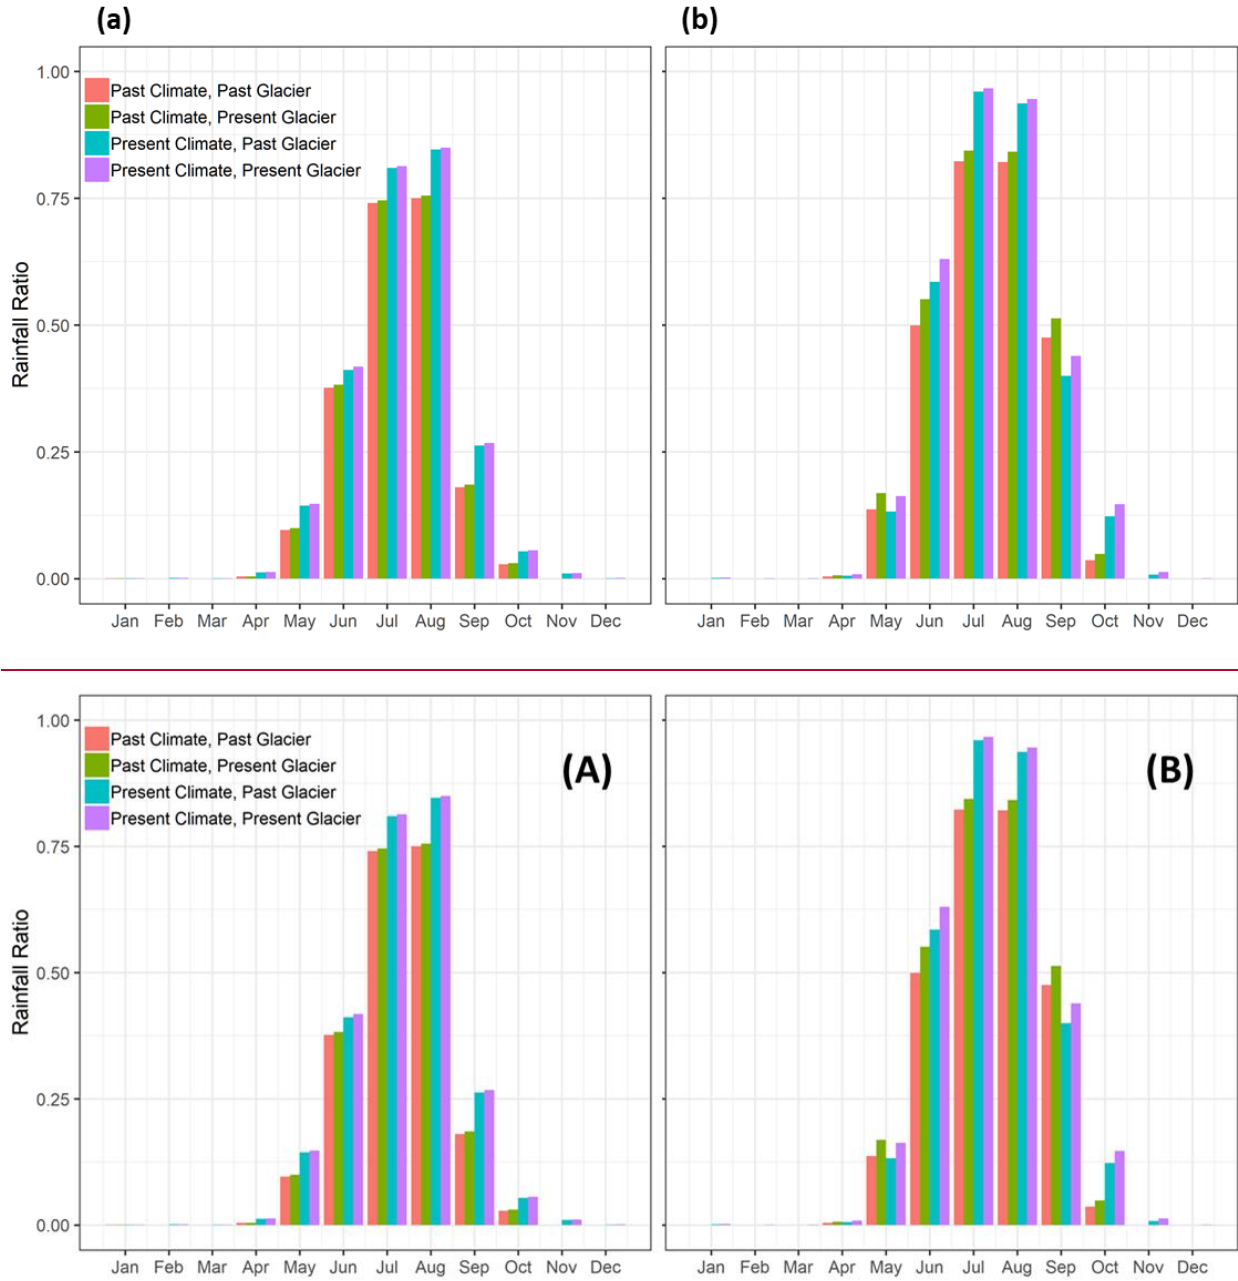 (a) (b)
1.00
Past Climate, Past Glacier
Past Climate, Present Glacier
Present Climate, Past Glacier
Present Climate, Present Glacier
0.75
Rainfall Ratio
0.50
0.25
0.00
Jan Feb Mar Apr May Jun Jul Aug Sep Oct Nov Dec
Jan Feb Mar Apr May Jun Jul Aug Sep Oct Nov Dec
1.00
Past Climate, Past Glacier
Past Climate, Present Glacier
Present Climate, Past Glacier
Present Climate, Present Glacier
(A) (B)
0.75
Rainfall Ratio
0.50
0.25
0.00
Jan Feb Mar Apr May Jun Jul Aug Sep Oct Nov Dec
Jan Feb Mar Apr May Jun Jul Aug Sep Oct Nov Dec